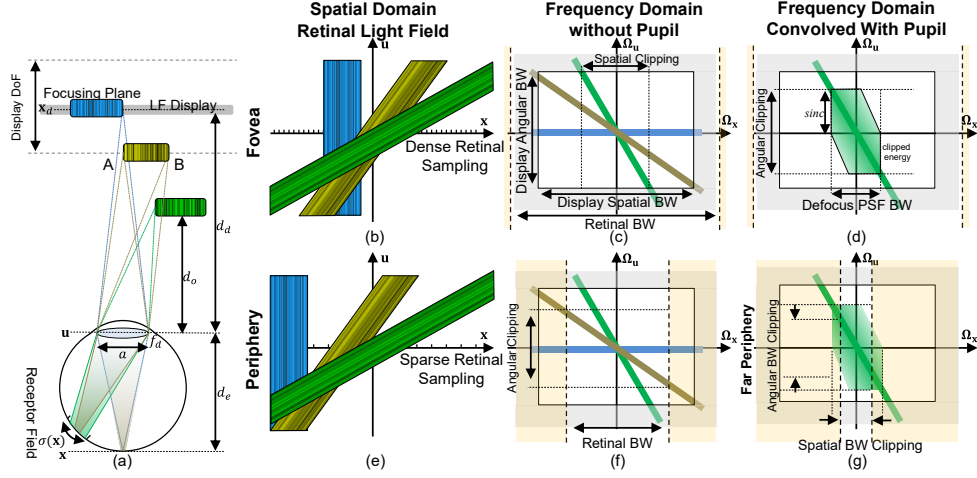 Spatial Domain
Retinal Light Field
Frequency Domain
without Pupil
Frequency Domain
Convolved With Pupil
Display DoF
Focusing Plane
x_d
LF Display...
A
B
d_d
d_o
u
a
f_d
d_e
Receptor Field
σ(x)
x
(a)
Fovea
u
x
Dense Retinal
Sampling
(b)
Ω_u
Spatial Clipping
Ω_x
Display Angular BW
Display Spatial BW
Retinal BW
(c)
Ω_u
Angular Clipping
sinc
Ω_x
clipped
energy
Defocus PSF BW
(d)
Periphery
u
x
Sparse Retinal
Sampling
(e)
Ω_u
Angular Clipping
Ω_x
Retinal BW
(f)
Far Periphery
Ω_u
Angular BW Clipping
Ω_x
Spatial BW Clipping
(g)